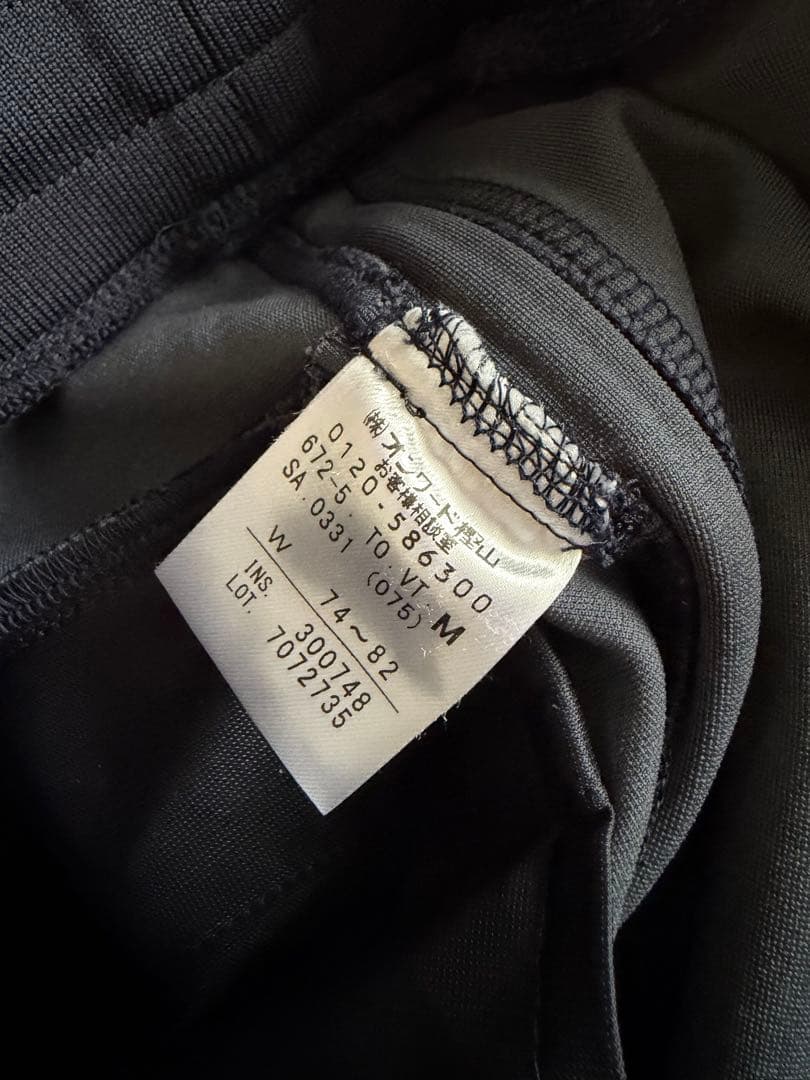 (株)オンワード樫山
お客様相談室
0120-586300
672-5. TO.VT
SA.0331 (075) M
W 74〜82
INS. 300748
LOT. 7072735